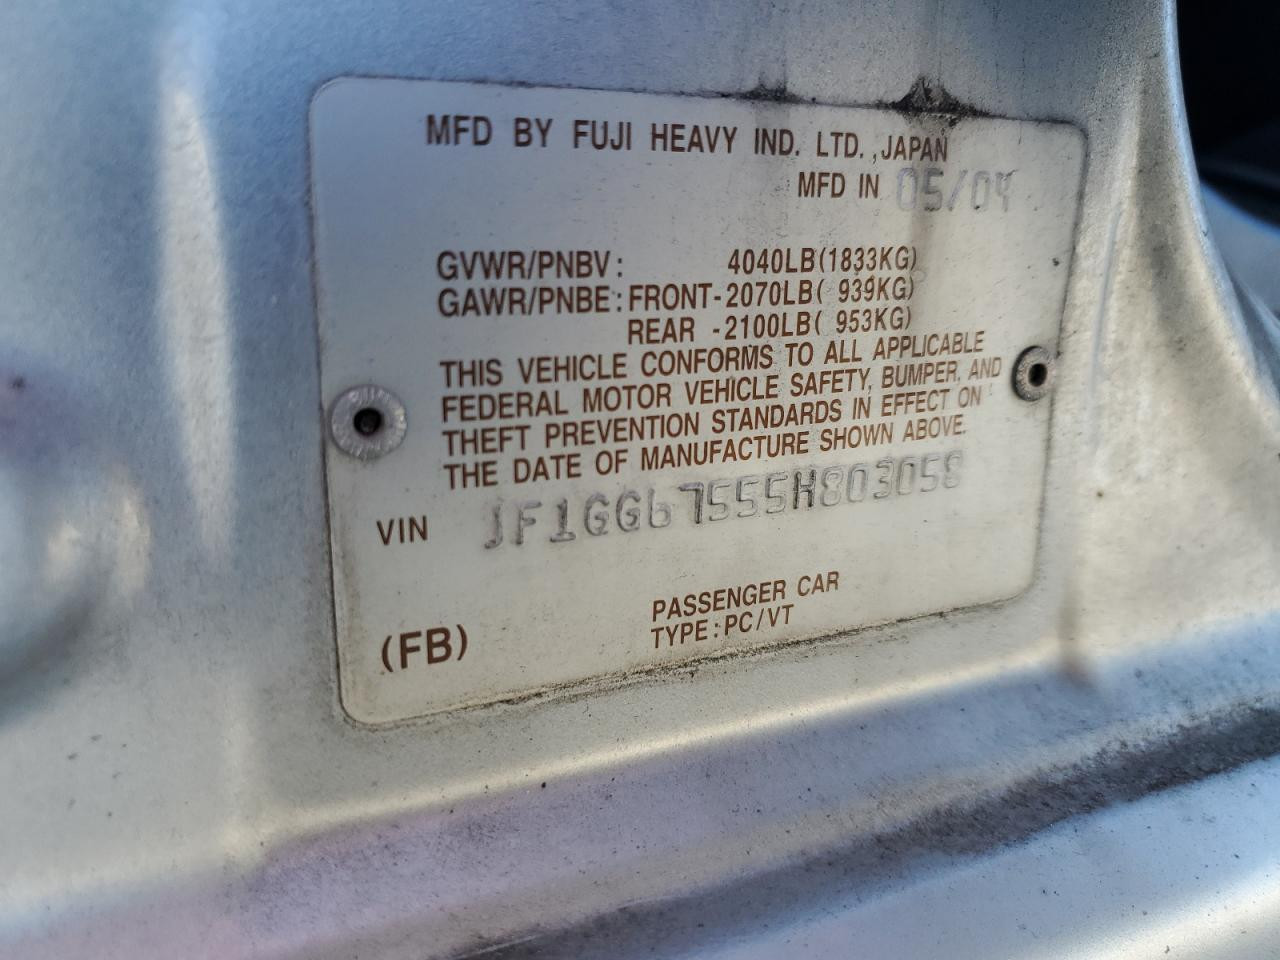 MFD BY FUJI HEAVY IND. LTD.,JAPAN
MFD IN 05/04
GVWR/PNBV: 4040LB(1833KG)
GAWR/PNBE:FRONT-2070LB( 939KG)
REAR -2100LB( 953KG)
THIS VEHICLE CONFORMS TO ALL APPLICABLE
FEDERAL MOTOR VEHICLE SAFETY, BUMPER, AND
THEFT PREVENTION STANDARDS IN EFFECT ON
THE DATE OF MANUFACTURE SHOWN ABOVE.
VIN JF1GG67555H803058
(FB)
PASSENGER CAR
TYPE:PC/VT